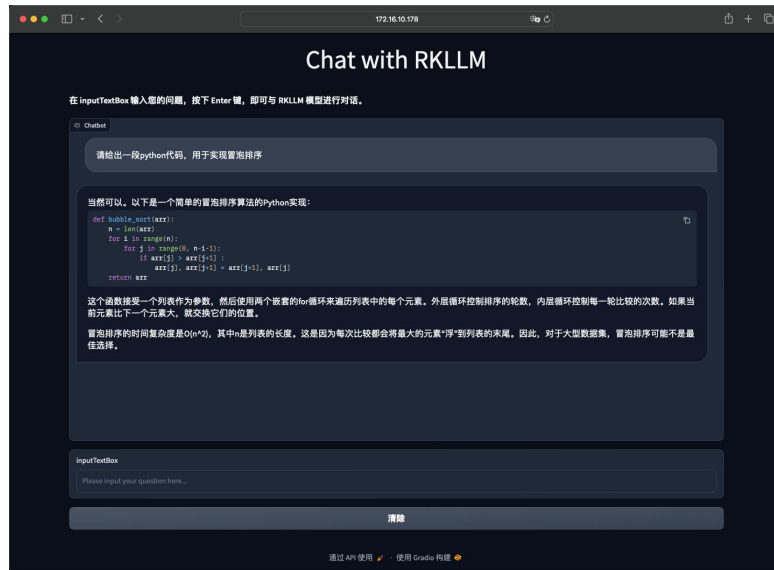 172.16.10.178
Chat with RKLLM
在 inputTextBox 输入您的问题，按下 Enter 键，即可与 RKLLM 模型进行对话。
Chatbot
请给出一段python代码，用于实现冒泡排序
当然可以。以下是一个简单的冒泡排序算法的Python实现：
def bubble_sort(arr):
    n = len(arr)
    for i in range(n):
        for j in range(0, n-i-1):
            if arr[j] > arr[j+1] :
                arr[j], arr[j+1] = arr[j+1], arr[j]
    return arr
这个函数接受一个列表作为参数，然后使用两个嵌套的for循环来遍历列表中的每个元素。外层循环控制排序的轮数，内层循环控制每一轮比较的次数。如果当
前元素比下一个元素大，就交换它们的位置。
冒泡排序的时间复杂度是O(n^2)，其中n是列表的长度。这是因为每次比较都会将最大的元素“浮”到列表的末尾。因此，对于大型数据集，冒泡排序可能不是最
佳选择。
inputTextBox
Please input your question here...
清除
通过 API 使用 · 使用 Gradio 构建